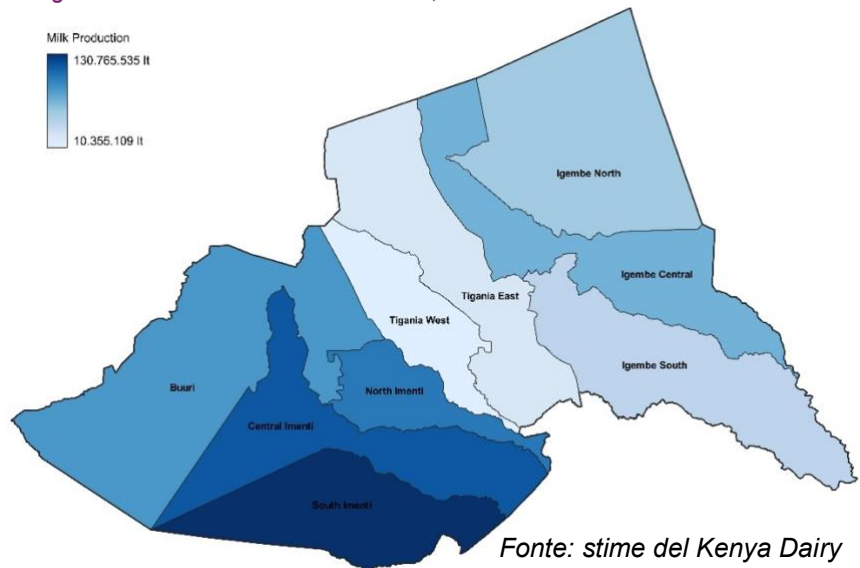 Milk Production
130.765.535 lt
10.355.109 lt
Igembe North
Igembe Central
Tigania East
Tigania West
Igembe South
Buuri
North Imenti
Central Imenti
South Imenti
Fonte: stime del Kenya Dairy